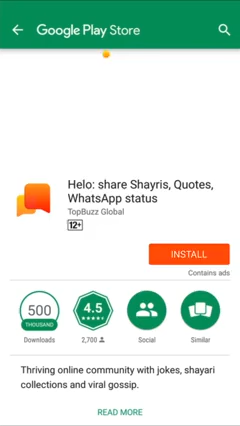 Google Play Store
Helo: share Shayris, Quotes,
WhatsApp status
TopBuzz Global
12+
INSTALL
Contains ads
500
THOUSAND
Downloads
4.5
2,700
Social
Similar
Thriving online community with jokes, shayari
collections and viral gossip.
READ MORE